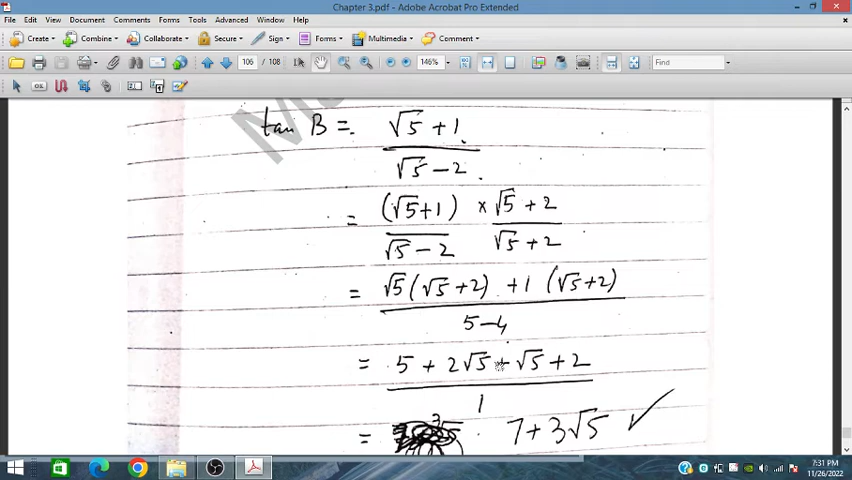 Chapter 3.pdf - Adobe Acrobat Pro Extended
File Edit View Document Comments Forms Tools Advanced Window Help
Create Combine Collaborate Secure Sign Forms Multimedia Comment
106 / 108 146% Find
tan B = √5 + 1 / √5 - 2
= (√5+1) / √5 - 2 × √5 + 2 / √5 + 2
= √5(√5+2) + 1 (√5+2) / 5-4
= 5 + 2√5 + √5 + 2 / 1
= 7 + 3√5 ✓
7:31 PM
11/26/2022